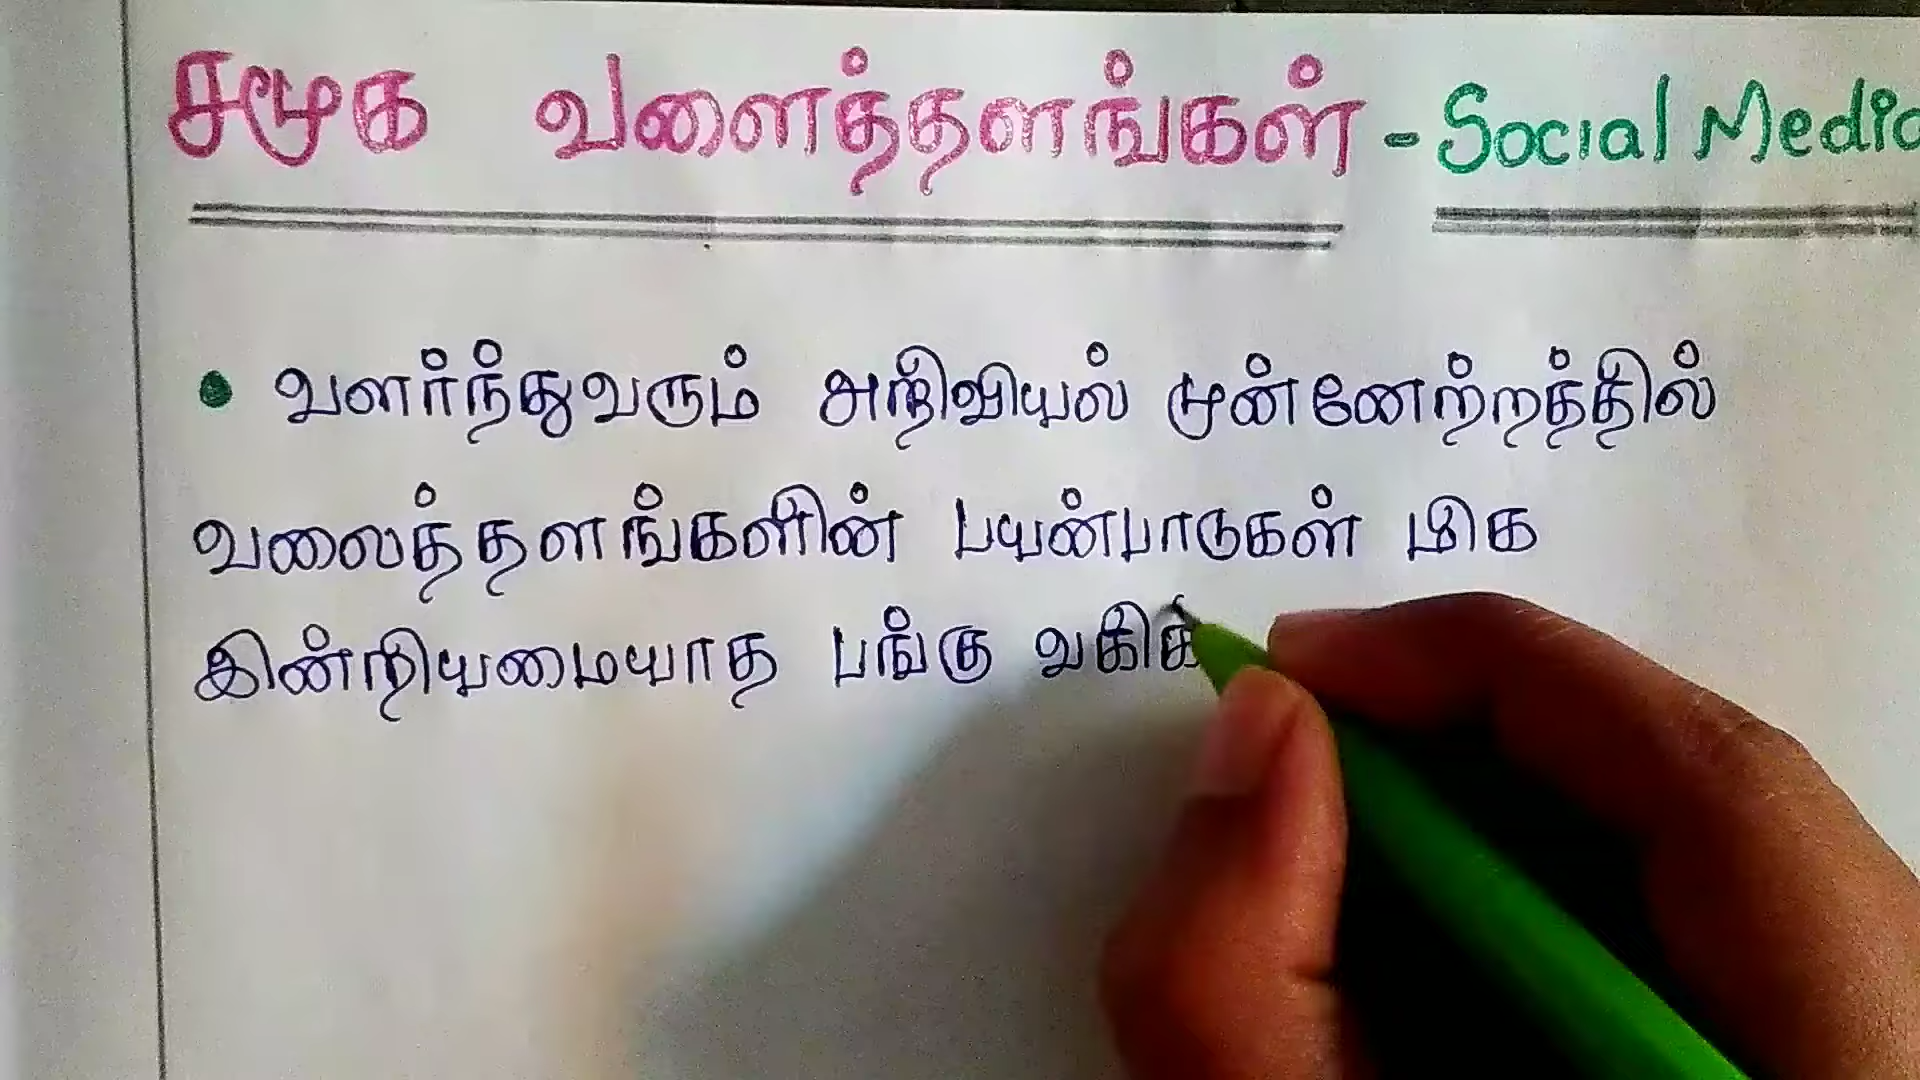 சமூக வளைத்தளங்கள் - Social Media
• வளர்ந்துவரும் அறிவியல் முன்னேற்றத்தில்
வலைத்தளங்களின் பயன்பாடுகள் மிக
இன்றியமையாத பங்கு வகிக்